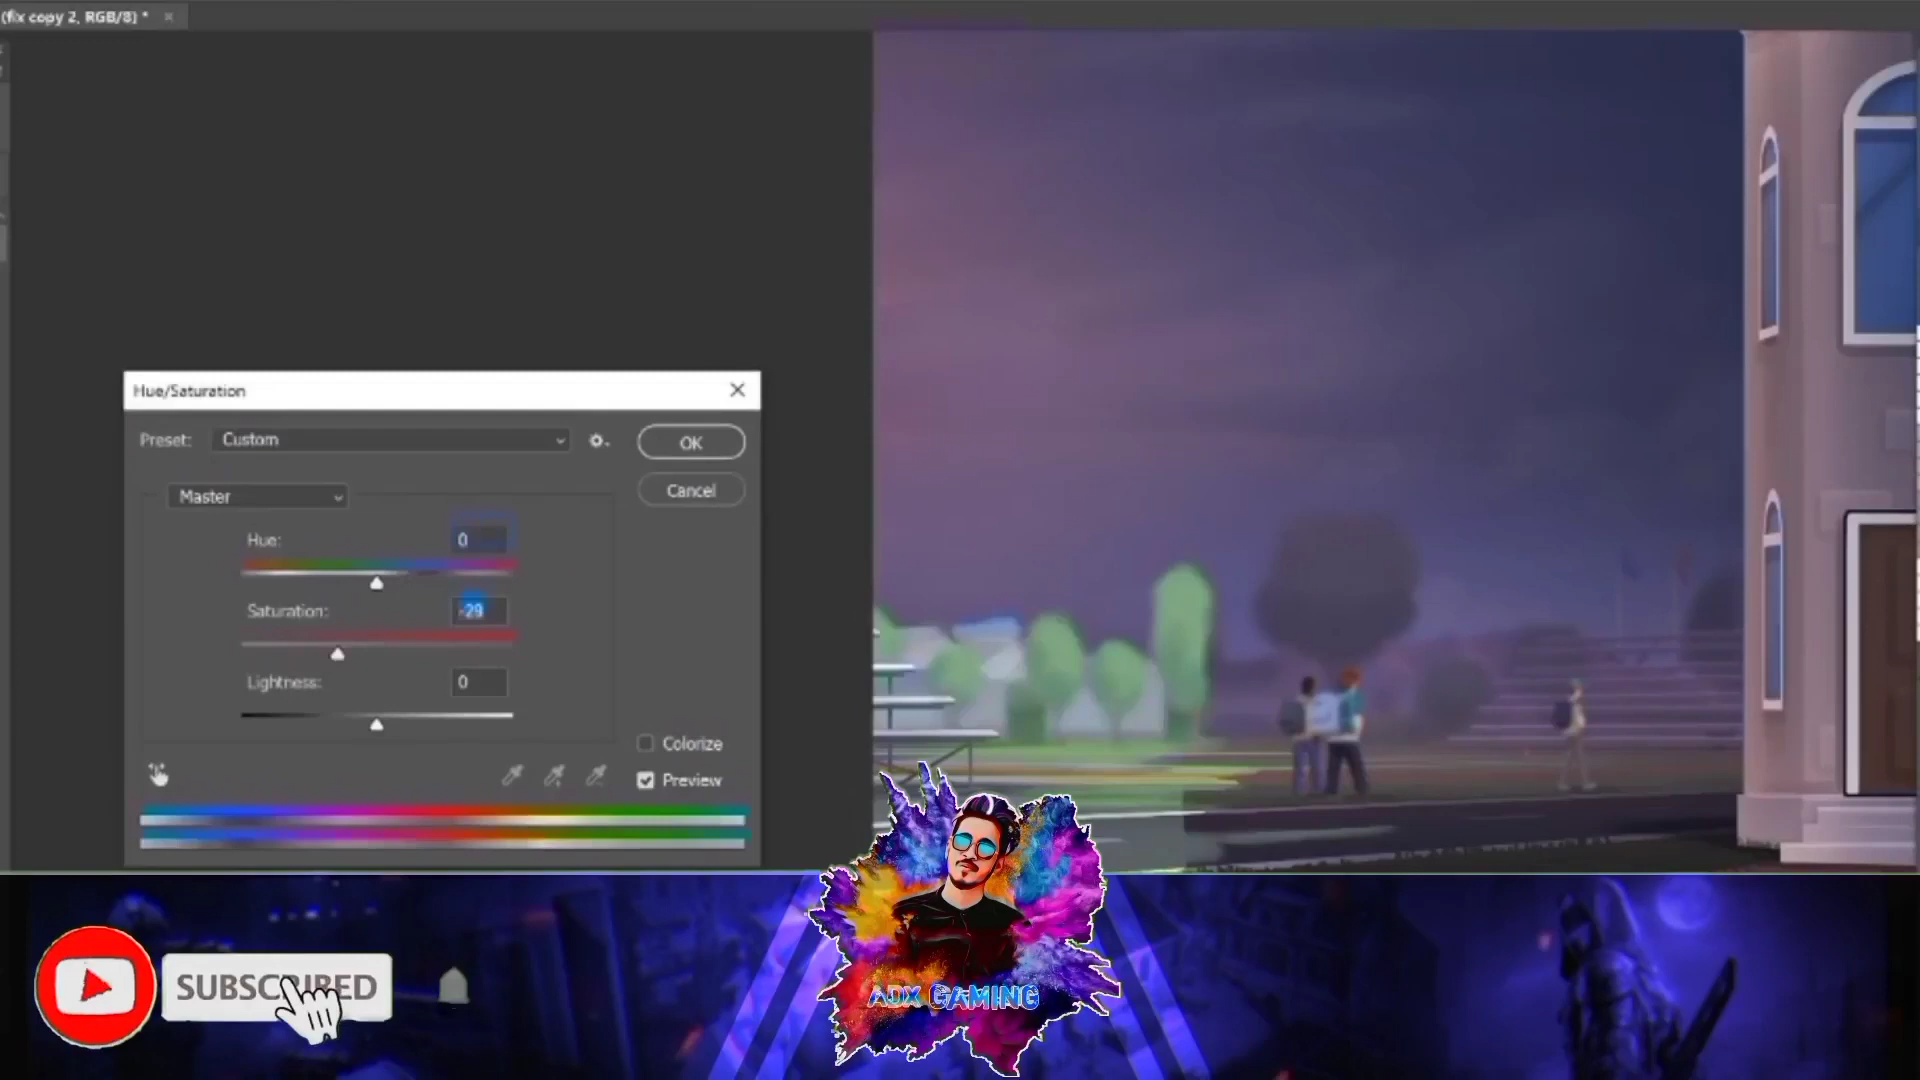 (fix copy 2, RGB/8) *
Hue/Saturation
Preset: Custom
OK
Cancel
Master
Hue: 0
Saturation: -29
Lightness: 0
Colorize
Preview
SUBSCRIBED
ADX GAMING